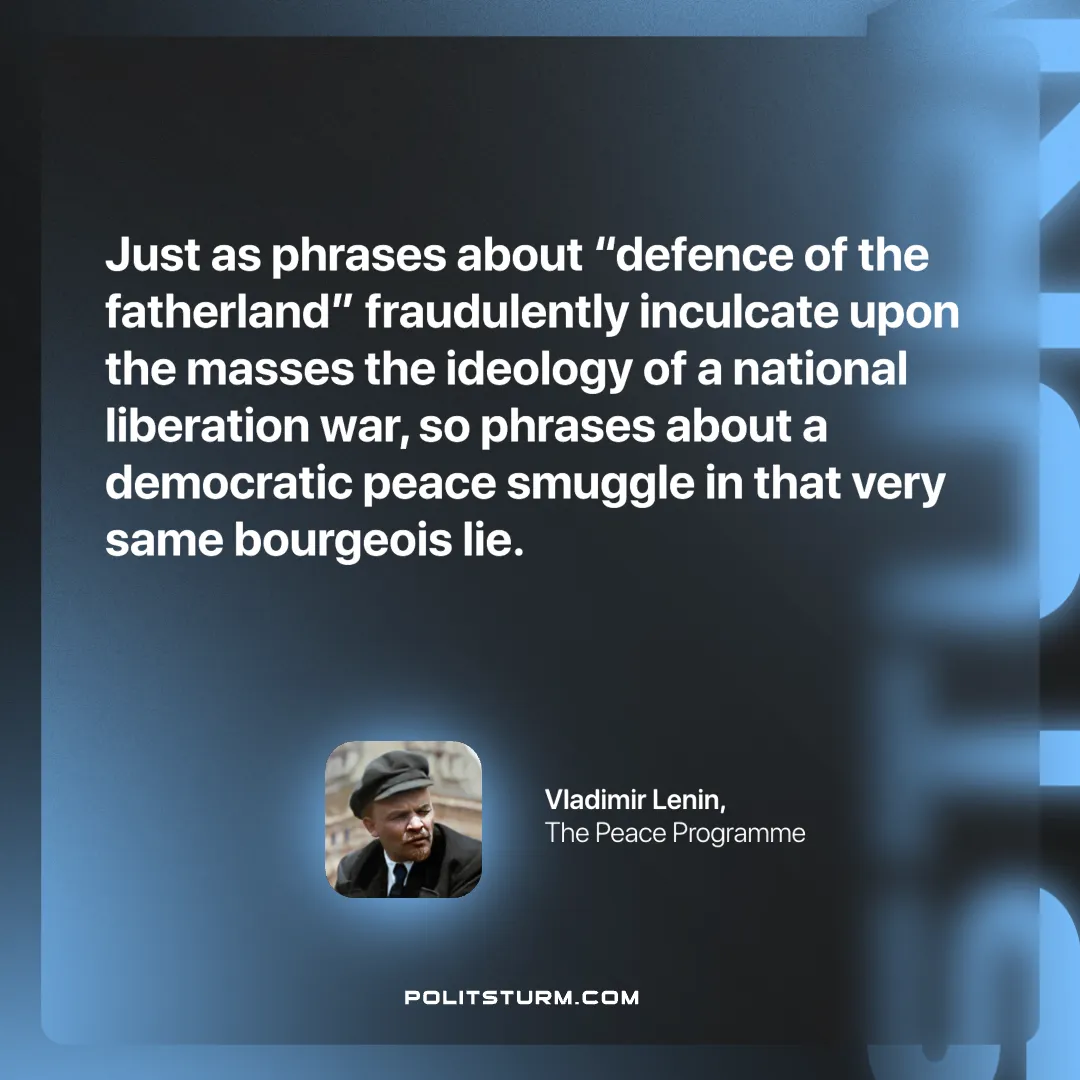 Just as phrases about “defence of the
fatherland” fraudulently inculcate upon
the masses the ideology of a national
liberation war, so phrases about a
democratic peace smuggle in that very
same bourgeois lie.
Vladimir Lenin,
The Peace Programme
POLITSTURM.COM